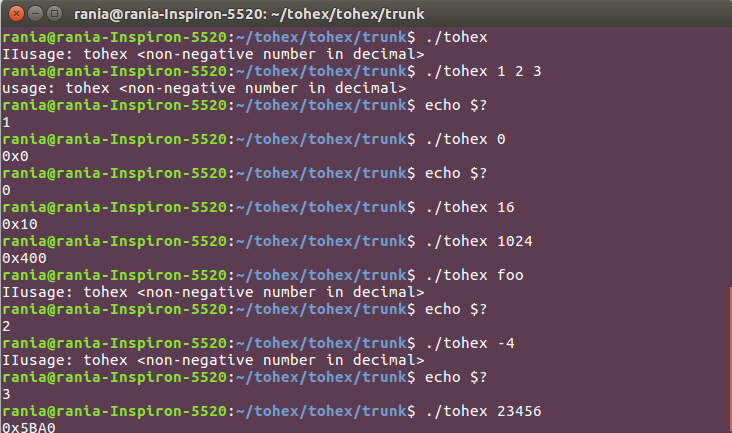 rania@rania-Inspiron-5520: ~/tohex/tohex/trunk
rania@rania-Inspiron-5520:~/tohex/tohex/trunk$ ./tohex
IIusage: tohex <non-negative number in decimal>
rania@rania-Inspiron-5520:~/tohex/tohex/trunk$ ./tohex 1 2 3
usage: tohex <non-negative number in decimal>
rania@rania-Inspiron-5520:~/tohex/tohex/trunk$ echo $?
1
rania@rania-Inspiron-5520:~/tohex/tohex/trunk$ ./tohex 0
0x0
rania@rania-Inspiron-5520:~/tohex/tohex/trunk$ echo $?
0
rania@rania-Inspiron-5520:~/tohex/tohex/trunk$ ./tohex 16
0x10
rania@rania-Inspiron-5520:~/tohex/tohex/trunk$ ./tohex 1024
0x400
rania@rania-Inspiron-5520:~/tohex/tohex/trunk$ ./tohex foo
IIusage: tohex <non-negative number in decimal>
rania@rania-Inspiron-5520:~/tohex/tohex/trunk$ echo $?
2
rania@rania-Inspiron-5520:~/tohex/tohex/trunk$ ./tohex -4
IIusage: tohex <non-negative number in decimal>
rania@rania-Inspiron-5520:~/tohex/tohex/trunk$ echo $?
3
rania@rania-Inspiron-5520:~/tohex/tohex/trunk$ ./tohex 23456
0x5BA0